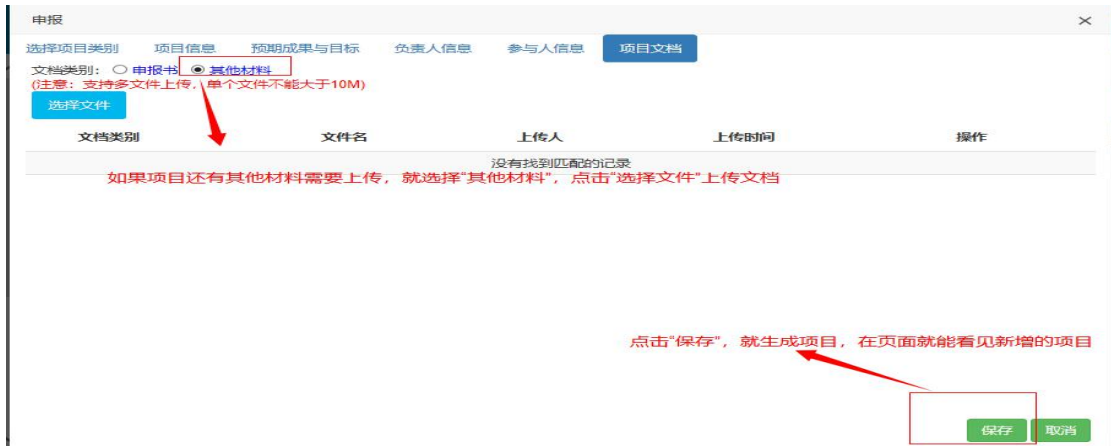 申报 ×
选择项目类别 项目信息 预期成果与目标 负责人信息 参与人信息 项目文档
文档类别: 申报书 其他材料
(注意:支持多文件上传,单个文件不能大于10M)
选择文件
文档类别 文件名 上传人 上传时间 操作
没有找到匹配的记录
如果项目还有其他材料需要上传,就选择"其他材料",点击"选择文件"上传文档
点击"保存",就生成项目,在页面就能看见新增的项目
保存 取消